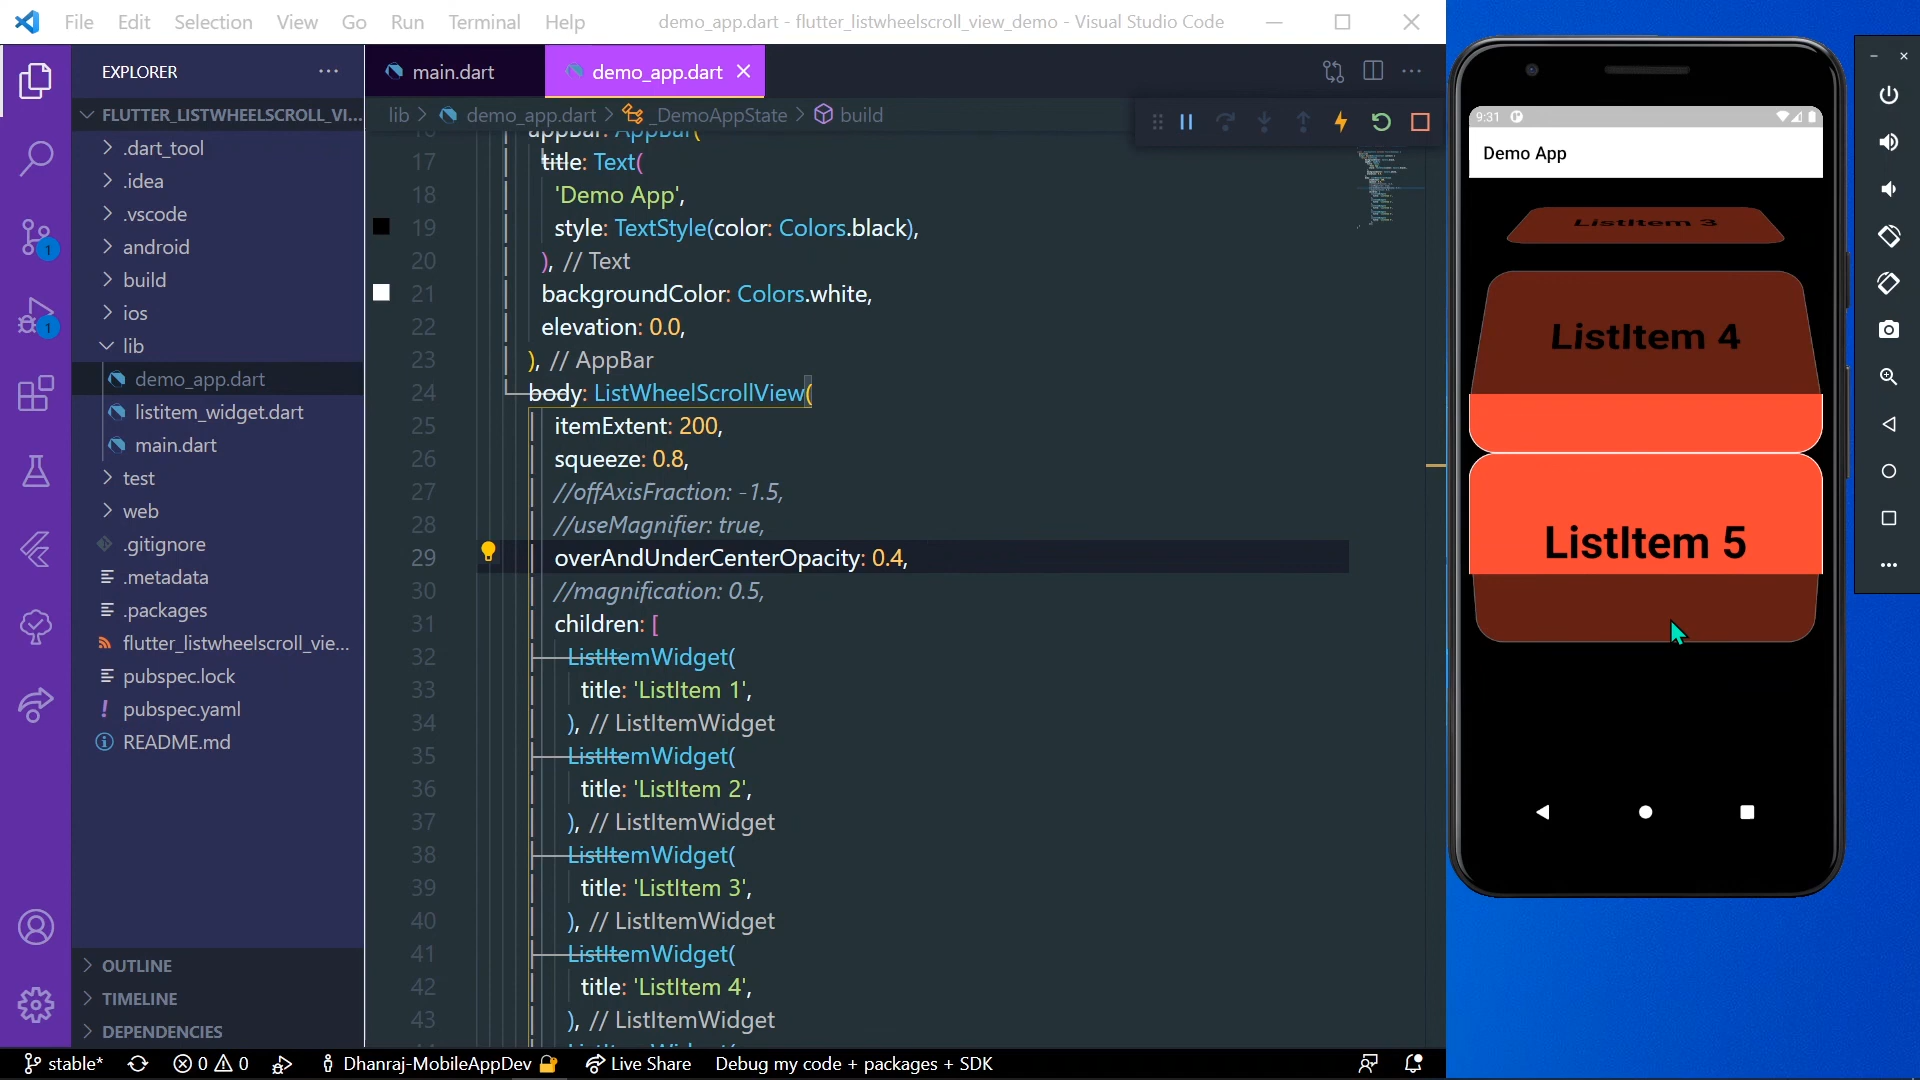 File Edit Selection View Go Run Terminal Help
demo_app.dart - flutter_listwheelscroll_view_demo - Visual Studio Code
EXPLORER
FLUTTER_LISTWHEELSCROLL_VI...
.dart_tool
.idea
.vscode
android
build
ios
lib
demo_app.dart
listitem_widget.dart
main.dart
test
web
.gitignore
.metadata
.packages
flutter_listwheelscroll_vie...
pubspec.lock
pubspec.yaml
README.md
OUTLINE
TIMELINE
DEPENDENCIES
1
1
main.dart
demo_app.dart
lib > demo_app.dart > _DemoAppState > build
appBar: AppBar(
17 title: Text(
18 'Demo App',
19 style: TextStyle(color: Colors.black),
20 ), // Text
21 backgroundColor: Colors.white,
22 elevation: 0.0,
23 ), // AppBar
24 body: ListWheelScrollView(
25 itemExtent: 200,
26 squeeze: 0.8,
27 //offAxisFraction: -1.5,
28 //useMagnifier: true,
29 overAndUnderCenterOpacity: 0.4,
30 //magnification: 0.5,
31 children: [
32 ListItemWidget(
33 title: 'ListItem 1',
34 ), // ListItemWidget
35 ListItemWidget(
36 title: 'ListItem 2',
37 ), // ListItemWidget
38 ListItemWidget(
39 title: 'ListItem 3',
40 ), // ListItemWidget
41 ListItemWidget(
42 title: 'ListItem 4',
43 ), // ListItemWidget
9:31
Demo App
ListItem 3
ListItem 4
ListItem 5
stable* 0 0 Dhanraj-MobileAppDev Live Share Debug my code + packages + SDK